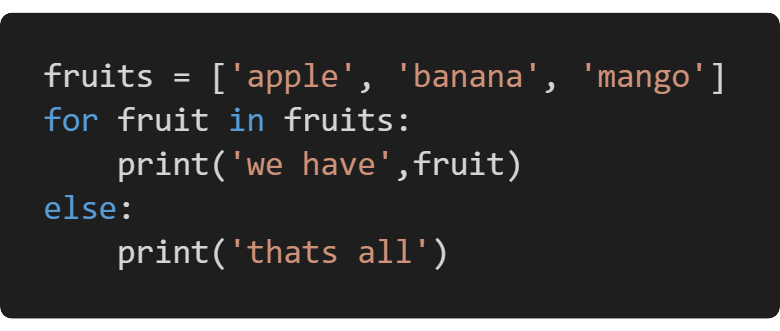 fruits = ['apple', 'banana', 'mango']
for fruit in fruits:
    print('we have',fruit)
else:
    print('thats all')